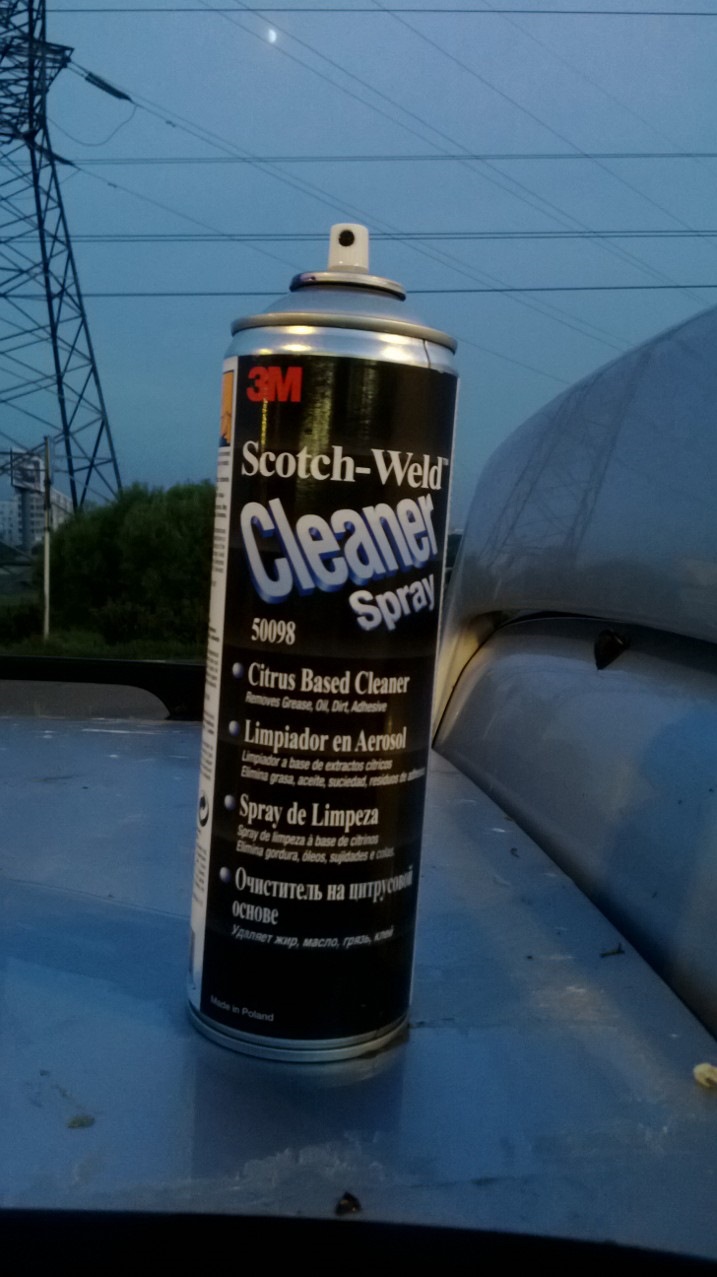 3M
Scotch-Weld™
Cleaner
Spray
50098
Citrus Based Cleaner
Removes Grease, Oil, Dirt, Adhesive
Limpiador en Aerosol
Limpiador a base de extractos cítricos
Elimina grasa, aceite, suciedad, residuos de
Spray de Limpeza
Spray de limpeza à base de citrinos
Elimina gordura, óleos, sujidades e colas
Очиститель на цитрусовой
основе
Удаляет жир, масло, грязь, клей
Made in Poland